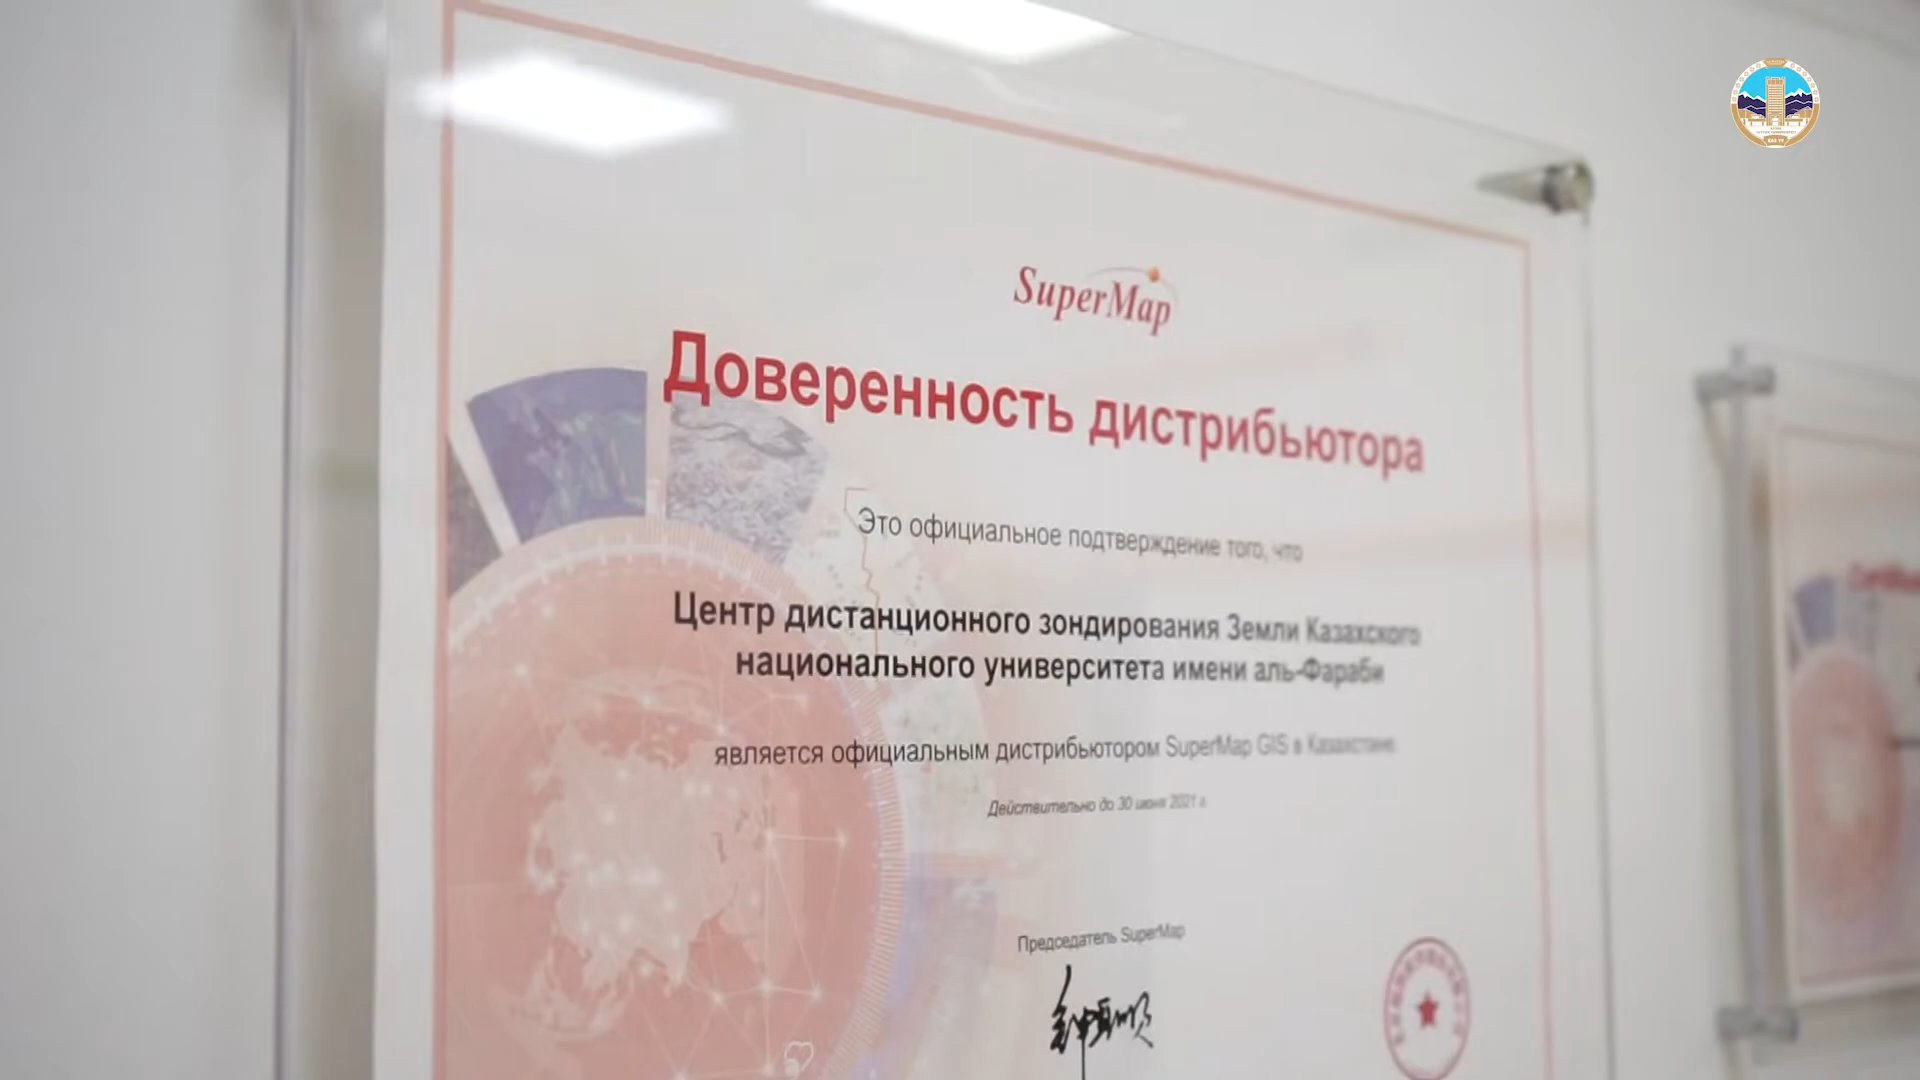 SuperMap
Доверенность дистрибьютора
Это официальное подтверждение того, что
Центр дистанционного зондирования Земли Казахского
национального университета имени аль-Фараби
является официальным дистрибьютором SuperMap GIS в Казахстане
Действительно до 30 июня 2021 г.
Председатель SuperMap